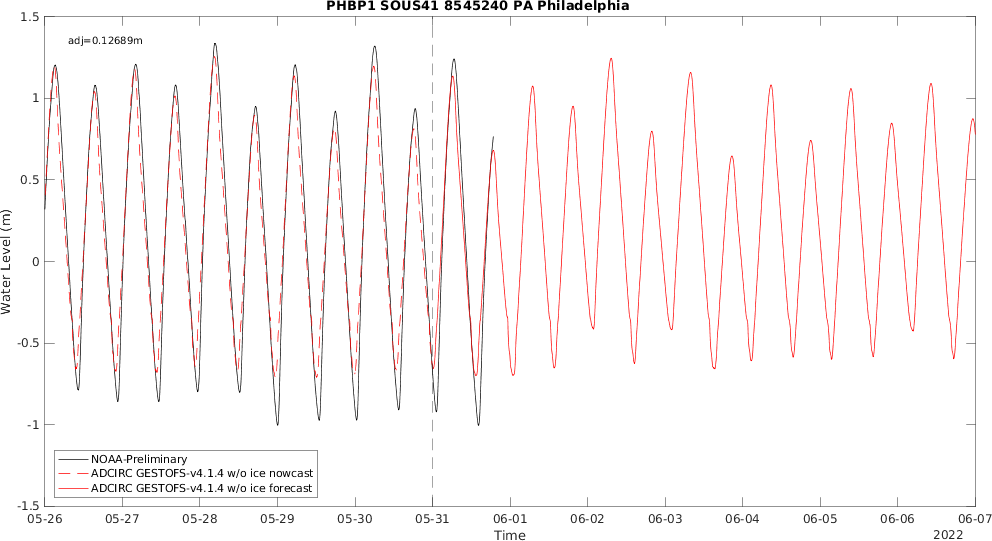 PHBP1 SOUS41 8545240 PA Philadelphia
adj=0.12689m
1.5
1
0.5
0
-0.5
-1
-1.5
Water Level (m)
NOAA-Preliminary
ADCIRC GESTOFS-v4.1.4 w/o ice nowcast
ADCIRC GESTOFS-v4.1.4 w/o ice forecast
05-26 05-27 05-28 05-29 05-30 05-31 06-01 06-02 06-03 06-04 06-05 06-06 06-07
Time
2022